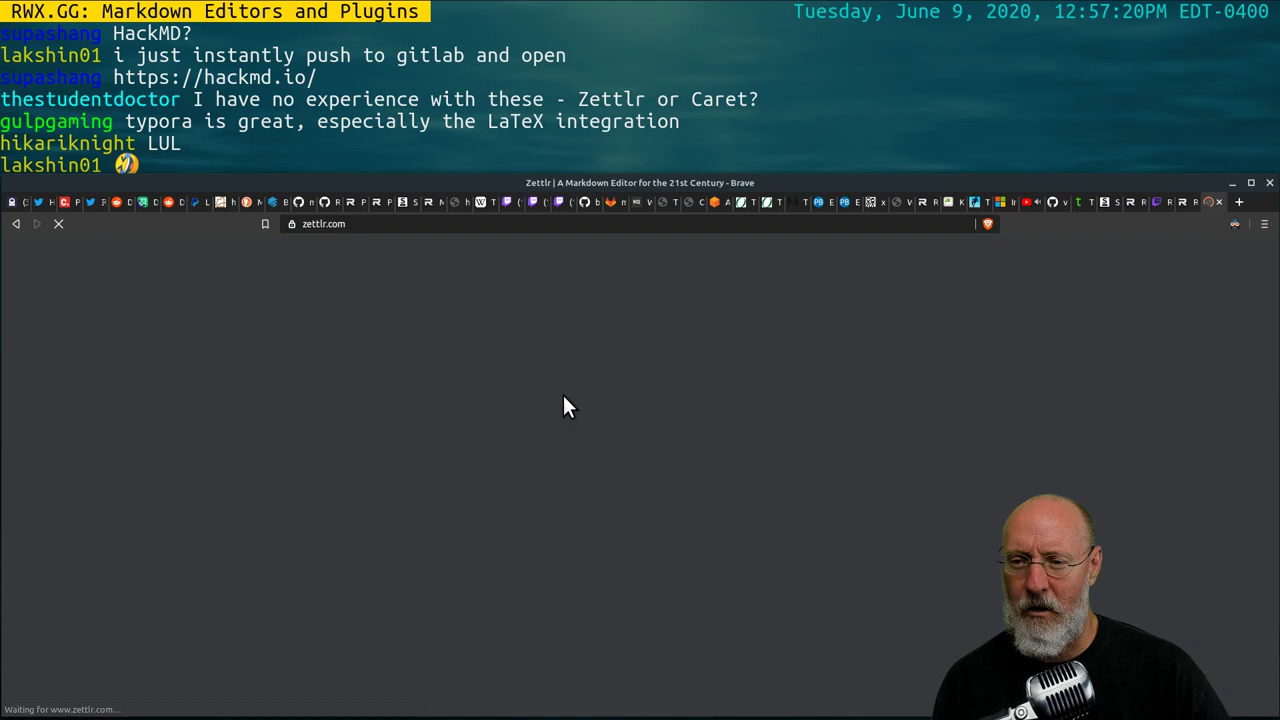 RWX.GG: Markdown Editors and Plugins
Tuesday, June 9, 2020, 12:57:20PM EDT-0400
supashang HackMD?
lakshin01 i just instantly push to gitlab and open
supashang https://hackmd.io/
thestudentdoctor I have no experience with these - Zettlr or Caret?
gulpgaming typora is great, especially the LaTeX integration
hikariknight LUL
lakshin01 🤣
Zettlr | A Markdown Editor for the 21st Century - Brave
zettlr.com
Waiting for www.zettlr.com...